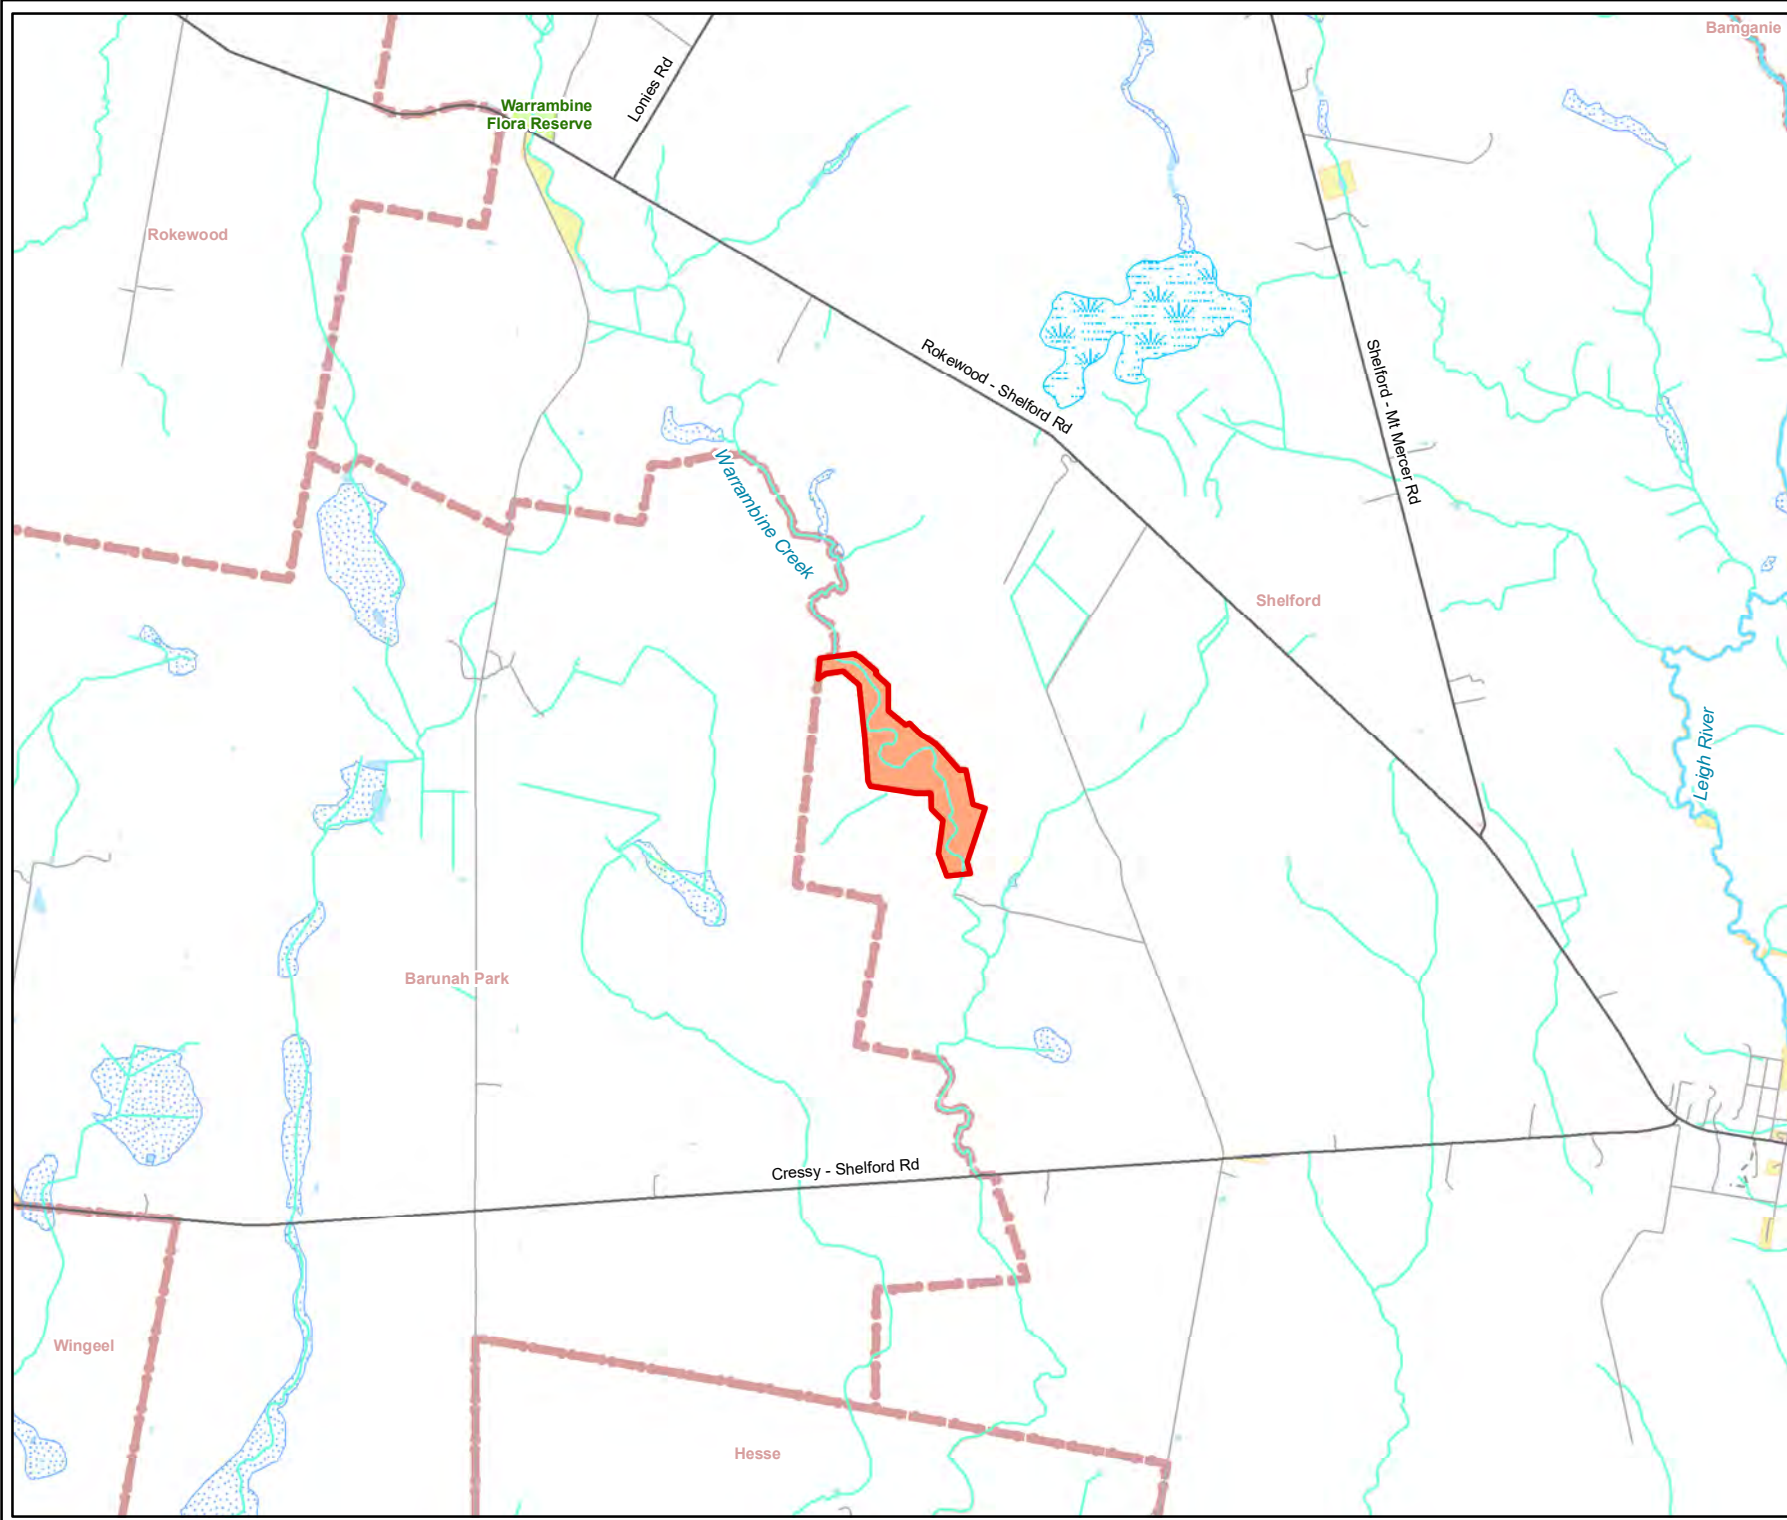 Bamganie
Warrambine
Flora Reserve
Lonies Rd
Rokewood
Rokewood - Shelford Rd
Shelford - Mt Mercer Rd
Warrambine Creek
Shelford
Leigh River
Barunah Park
Cressy - Shelford Rd
Wingeel
Hesse